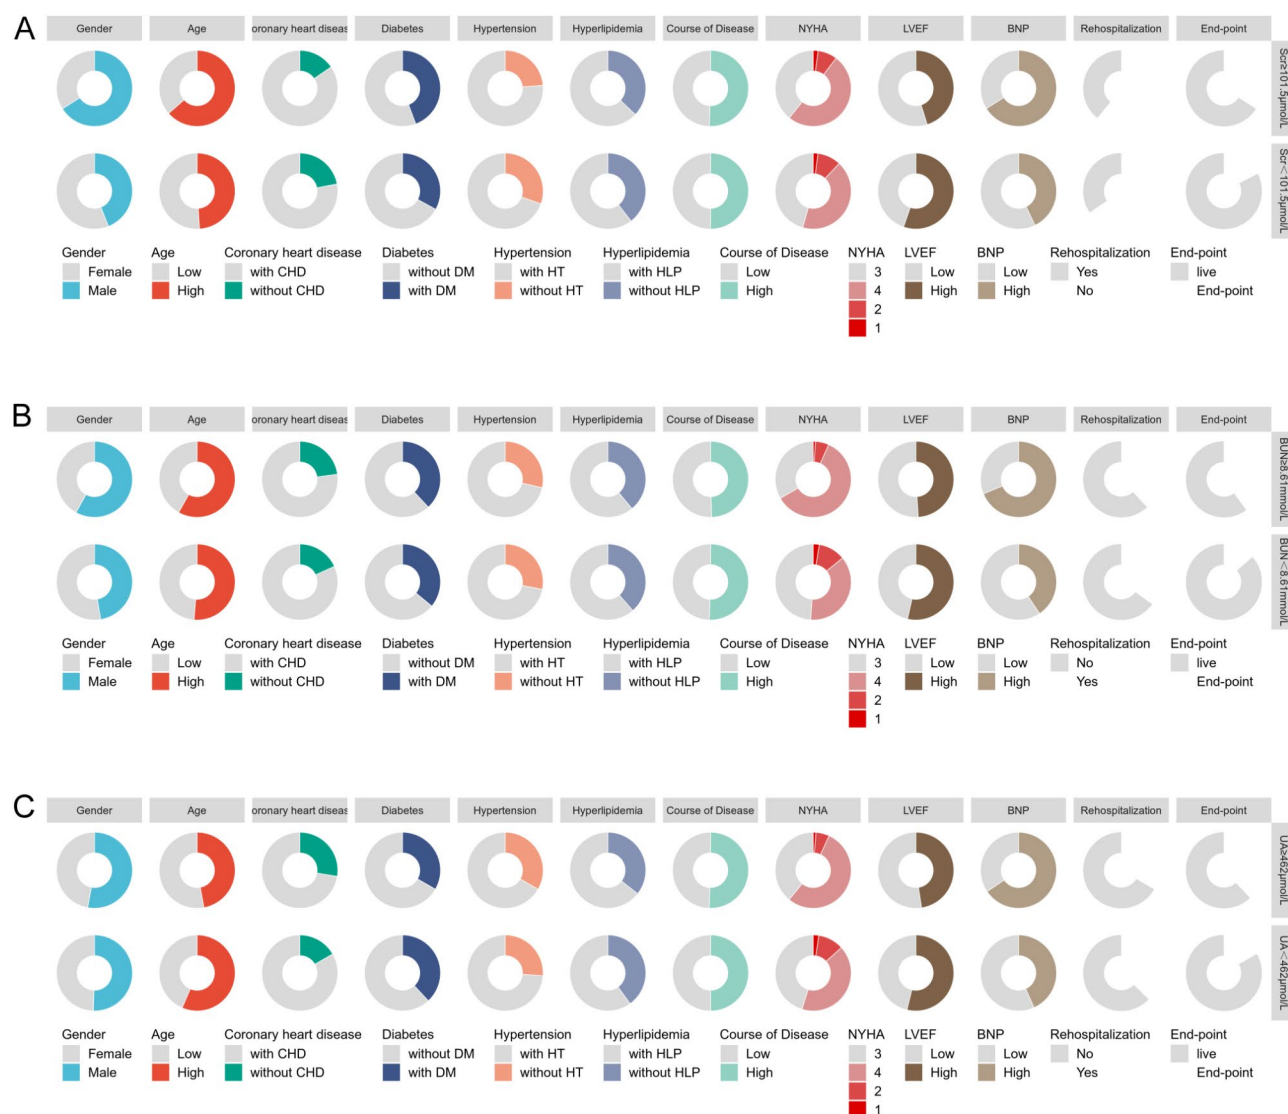 A
Gender Age oronary heart diseas Diabetes Hypertension Hyperlipidemia Course of Disease NYHA LVEF BNP Rehospitalization End-point
Scr≥101.5μmol/L
Scr＜101.5μmol/L
Gender Age Coronary heart disease Diabetes Hypertension Hyperlipidemia Course of Disease NYHA LVEF BNP Rehospitalization End-point
Female Low with CHD without DM with HT with HLP Low 3 Low Low Yes live
Male High without CHD with DM without HT without HLP High 4 High High No End-point
2
1
B
Gender Age oronary heart diseas Diabetes Hypertension Hyperlipidemia Course of Disease NYHA LVEF BNP Rehospitalization End-point
BUN≥8.61mmol/L
BUN＜8.61mmol/L
Gender Age Coronary heart disease Diabetes Hypertension Hyperlipidemia Course of Disease NYHA LVEF BNP Rehospitalization End-point
Female Low with CHD without DM with HT with HLP Low 3 Low Low No live
Male High without CHD with DM without HT without HLP High 4 High High Yes End-point
2
1
C
Gender Age oronary heart diseas Diabetes Hypertension Hyperlipidemia Course of Disease NYHA LVEF BNP Rehospitalization End-point
UA≥462μmol/L
UA＜462μmol/L
Gender Age Coronary heart disease Diabetes Hypertension Hyperlipidemia Course of Disease NYHA LVEF BNP Rehospitalization End-point
Female Low with CHD without DM with HT with HLP Low 3 Low Low No live
Male High without CHD with DM without HT without HLP High 4 High High Yes End-point
2
1